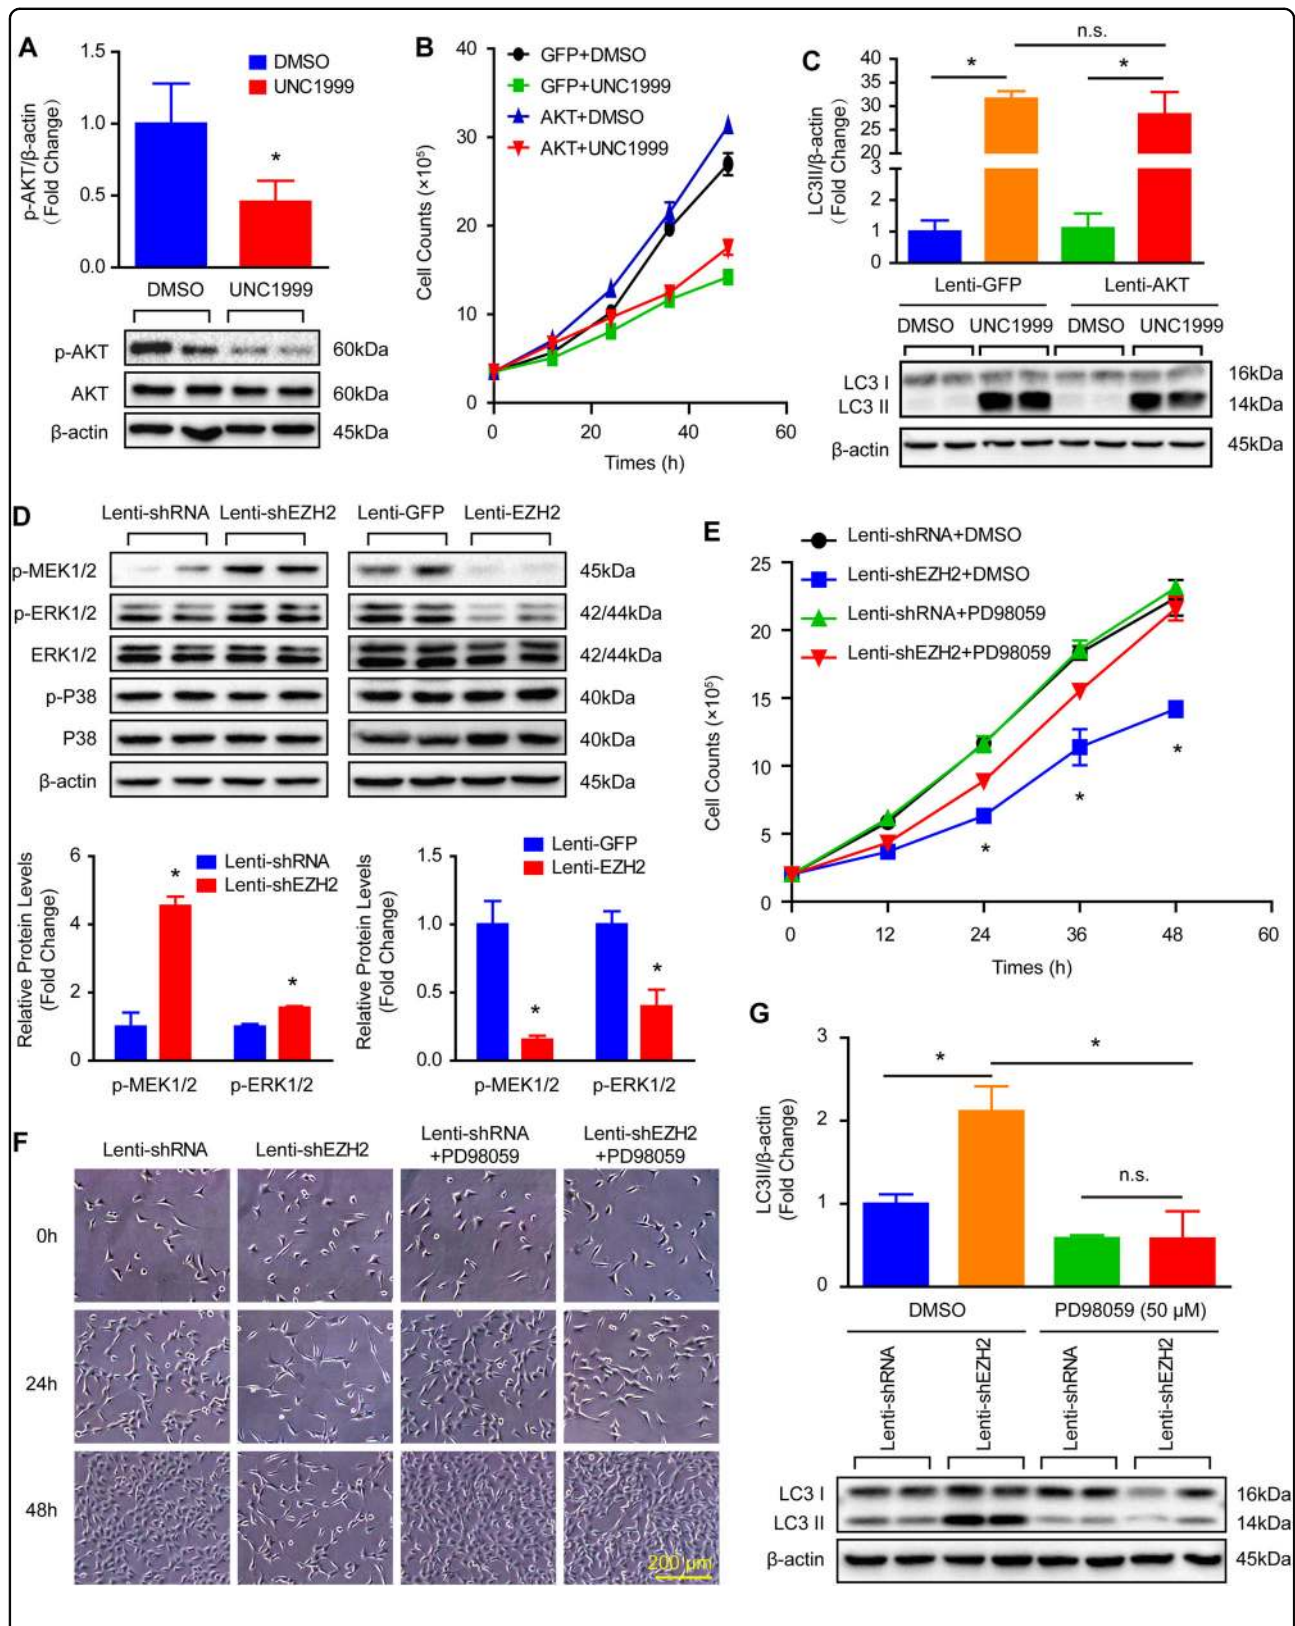 A
p-AKT/β-actin
(Fold Change)
1.5
1.0
0.5
0.0
DMSO
UNC1999
*
DMSO UNC1999
p-AKT 60kDa
AKT 60kDa
β-actin 45kDa
B
Cell Counts (×10⁵)
40
30
20
10
0
GFP+DMSO
GFP+UNC1999
AKT+DMSO
AKT+UNC1999
0 20 40 60
Times (h)
C
LC3II/β-actin
(Fold Change)
n.s.
* *
40
35
30
25
20
3
2
1
0
Lenti-GFP Lenti-AKT
DMSO UNC1999 DMSO UNC1999
LC3 I 16kDa
LC3 II 14kDa
β-actin 45kDa
D
Lenti-shRNA Lenti-shEZH2 Lenti-GFP Lenti-EZH2
p-MEK1/2 45kDa
p-ERK1/2 42/44kDa
ERK1/2 42/44kDa
p-P38 40kDa
P38 40kDa
β-actin 45kDa
Relative Protein Levels
(Fold Change)
6
4
2
0
Lenti-shRNA
Lenti-shEZH2
* *
p-MEK1/2 p-ERK1/2
Relative Protein Levels
(Fold Change)
1.5
1.0
0.5
0.0
Lenti-GFP
Lenti-EZH2
* *
p-MEK1/2 p-ERK1/2
E
Lenti-shRNA+DMSO
Lenti-shEZH2+DMSO
Lenti-shRNA+PD98059
Lenti-shEZH2+PD98059
Cell Counts (×10⁵)
25
20
15
10
5
0
* * *
0 12 24 36 48 60
Times (h)
F
Lenti-shRNA Lenti-shEZH2 Lenti-shRNA
+PD98059 Lenti-shEZH2
+PD98059
0h
24h
48h
200 μm
G
LC3II/β-actin
(Fold Change)
3
2
1
0
* *
n.s.
DMSO PD98059 (50 μM)
Lenti-shRNA
Lenti-shEZH2
Lenti-shRNA
Lenti-shEZH2
LC3 I 16kDa
LC3 II 14kDa
β-actin 45kDa